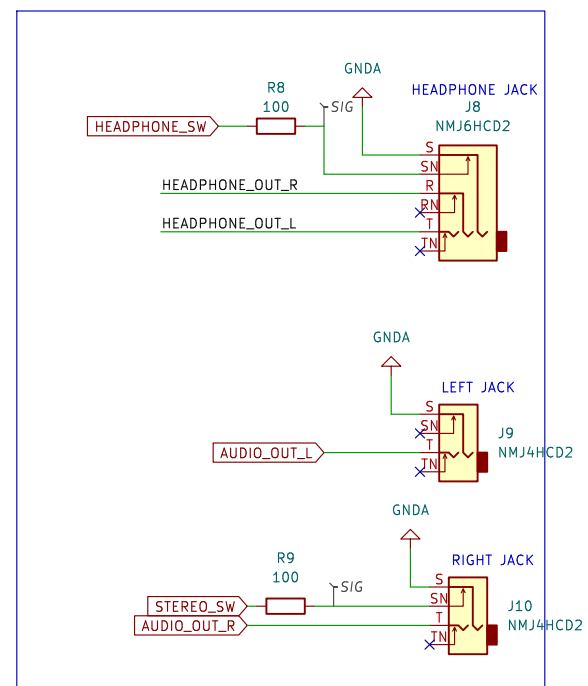 GNDA
HEADPHONE JACK
J8
NMJ6HCD2
R8
100
SIG
HEADPHONE_SW
S
SN
HEADPHONE_OUT_R
R
RN
HEADPHONE_OUT_L
T
TN
GNDA
LEFT JACK
S
SN
J9
NMJ4HCD2
AUDIO_OUT_L
T
TN
GNDA
RIGHT JACK
R9
100
SIG
S
SN
J10
NMJ4HCD2
STEREO_SW
AUDIO_OUT_R
T
TN